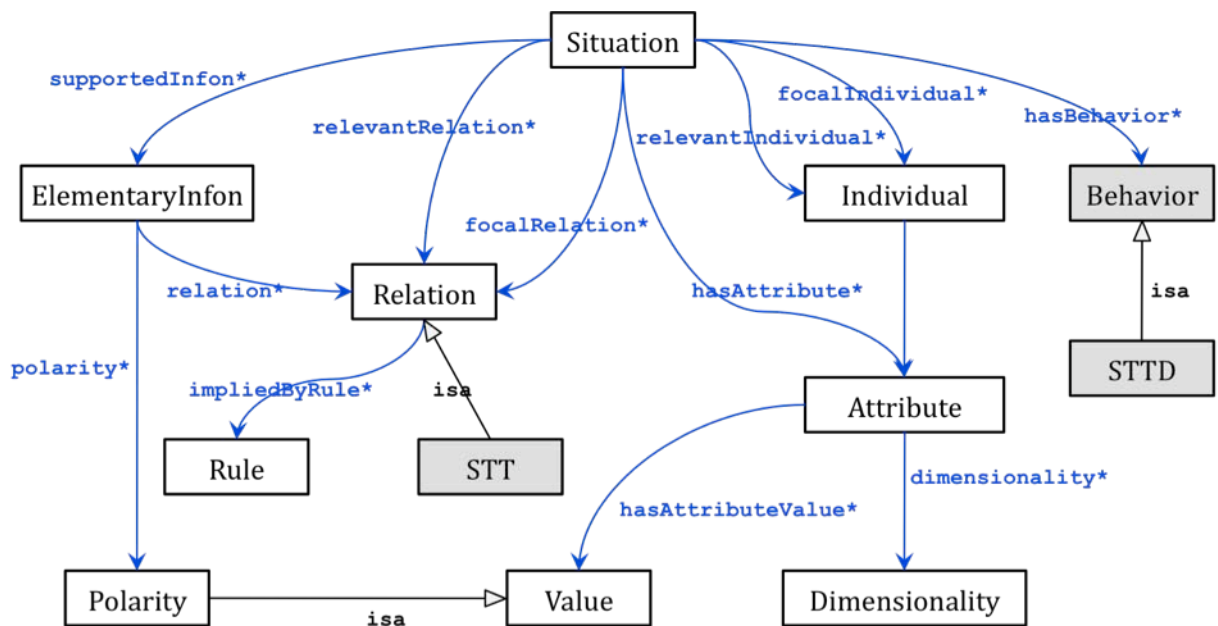 Situation
supportedInfon*
focalIndividual*
hasBehavior*
relevantRelation*
relevantIndividual*
ElementaryInfon
Individual
Behavior
focalRelation*
relation*
Relation
hasAttribute*
isa
polarity*
impliedByRule*
isa
STTD
Attribute
Rule
STT
dimensionality*
hasAttributeValue*
Polarity
isa
Value
Dimensionality